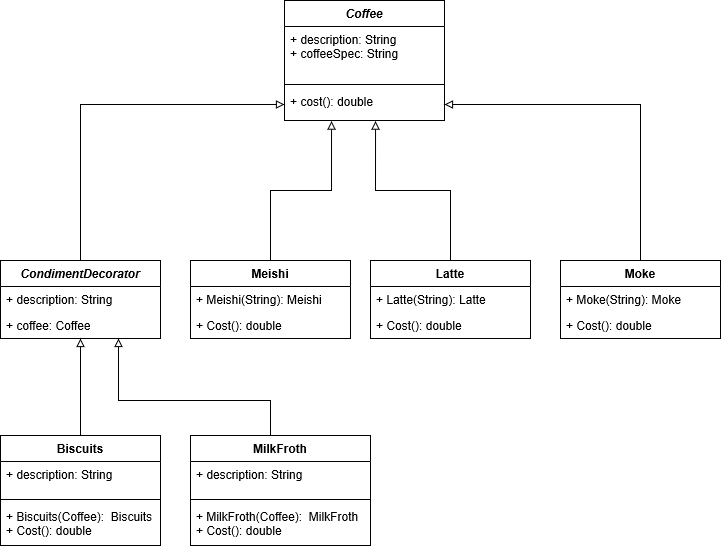 Coffee
+ description: String
+ coffeeSpec: String
+ cost(): double
CondimentDecorator
+ description: String
+ coffee: Coffee
Meishi
+ Meishi(String): Meishi
+ Cost(): double
Latte
+ Latte(String): Latte
+ Cost(): double
Moke
+ Moke(String): Moke
+ Cost(): double
Biscuits
+ description: String
+ Biscuits(Coffee):  Biscuits
+ Cost(): double
MilkFroth
+ description: String
+ MilkFroth(Coffee):  MilkFroth
+ Cost(): double